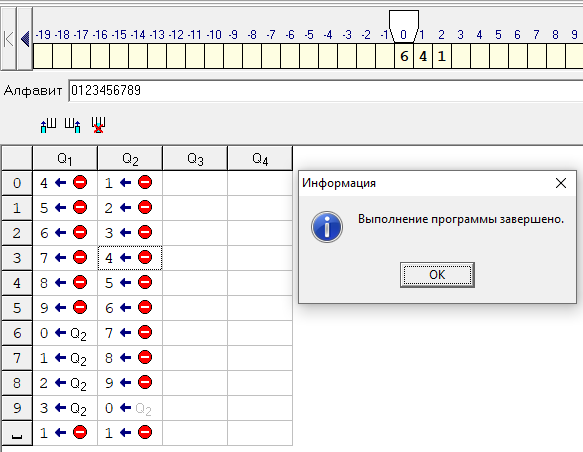 -19 -18 -17 -16 -15 -14 -13 -12 -11 -10 -9 -8 -7 -6 -5 -4 -3 -2 -1 0 1 2 3 4 5 6 7 8 9
6 4 1
Алфавит 0123456789
Q1 Q2 Q3 Q4
0 4 ← 1 ←
1 5 ← 2 ←
2 6 ← 3 ←
3 7 ← 4 ←
4 8 ← 5 ←
5 9 ← 6 ←
6 0 ← Q2 7 ←
7 1 ← Q2 8 ←
8 2 ← Q2 9 ←
9 3 ← Q2 0 ← Q2
␣ 1 ← 1 ←
Информация
Выполнение программы завершено.
OK